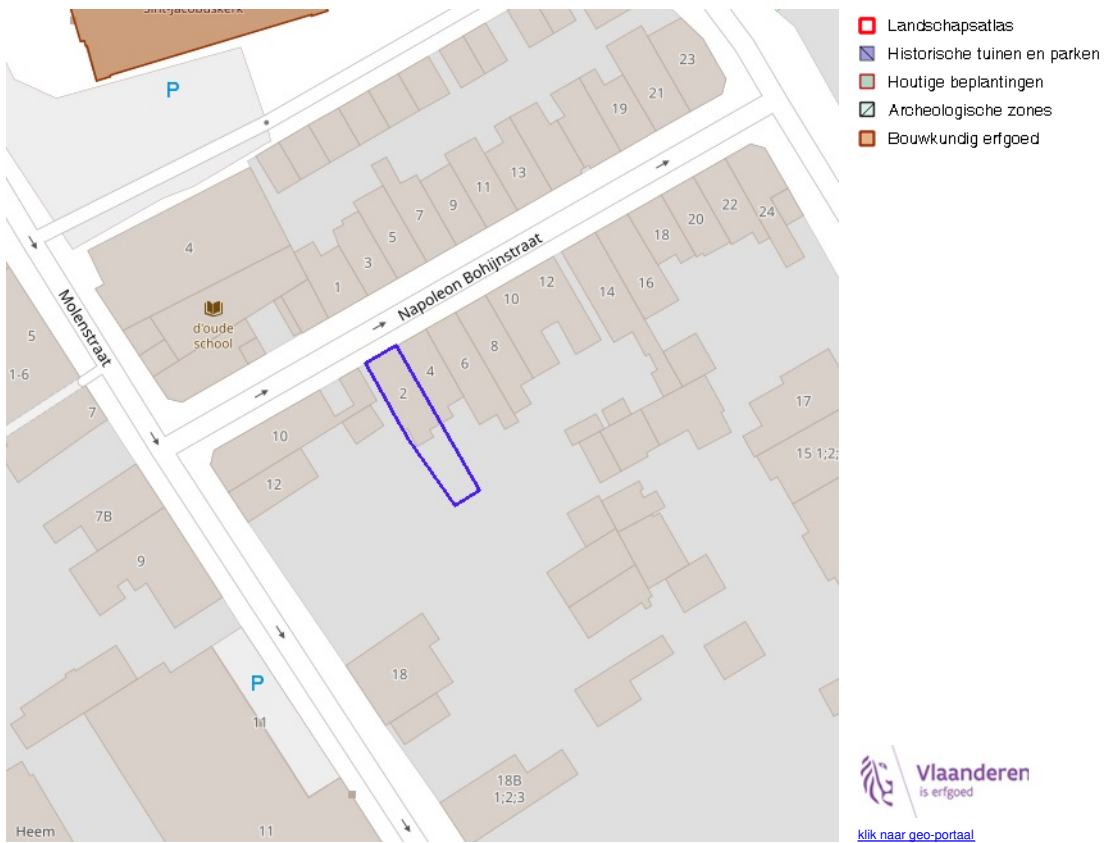 Sint-Jacobuskerk
P
23
21
19
13
11
9
7
5
3
1
4
d'oude
school
Molenstraat
Napoleon Bohijnstraat
24
22
20
18
16
14
12
10
8
6
4
2
5
1-6
7
10
12
7B
9
17
15 1;2;
18
P
11
18B
1;2;3
Heem
11
Landschapsatlas
Historische tuinen en parken
Houtige beplantingen
Archeologische zones
Bouwkundig erfgoed
Vlaanderen
is erfgoed
klik naar geo-portaal